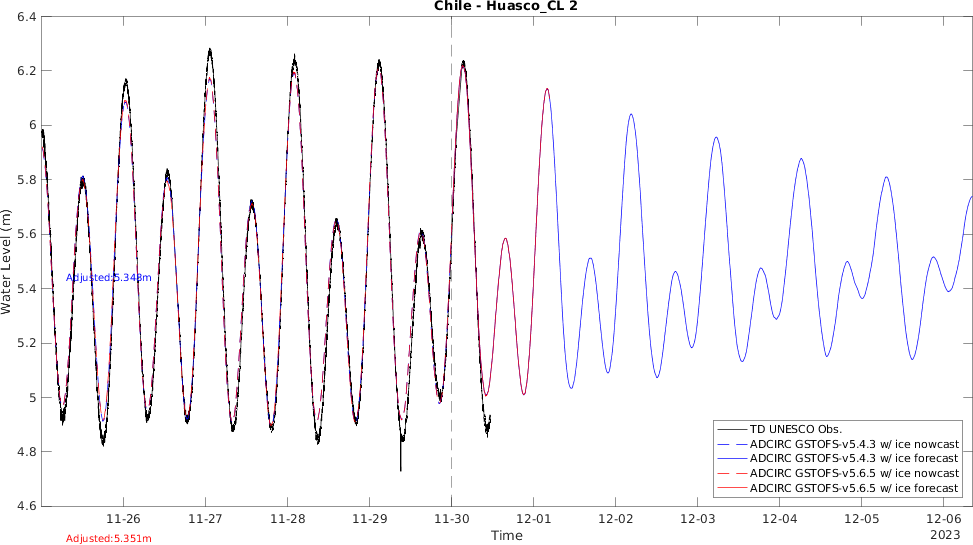 Chile - Huasco_CL 2
6.4
6.2
6
5.8
5.6
5.4
5.2
5
4.8
4.6
Water Level (m)
Adjusted:5.348m
TD UNESCO Obs.
ADCIRC GSTOFS-v5.4.3 w/ ice nowcast
ADCIRC GSTOFS-v5.4.3 w/ ice forecast
ADCIRC GSTOFS-v5.6.5 w/ ice nowcast
ADCIRC GSTOFS-v5.6.5 w/ ice forecast
11-26 11-27 11-28 11-29 11-30 12-01 12-02 12-03 12-04 12-05 12-06
2023
Time
Adjusted:5.351m